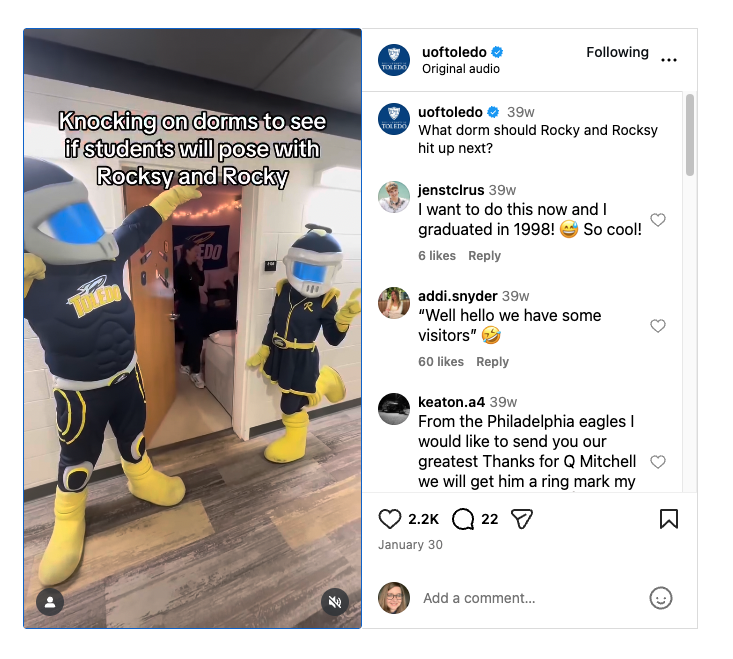 Knocking on dorms to see
if students will pose with
Rocksy and Rocky
TOLEDO
R
uoftoledo
Original audio
Following
TOLEDO
uoftoledo 39w
What dorm should Rocky and Rocksy
hit up next?
TOLEDO
jenstclrus 39w
I want to do this now and I
graduated in 1998! 😅 So cool!
6 likes Reply
addi.snyder 39w
“Well hello we have some
visitors” 🤣
60 likes Reply
keaton.a4 39w
From the Philadelphia eagles I
would like to send you our
greatest Thanks for Q Mitchell
we will get him a ring mark my
2.2K 22
January 30
Add a comment...